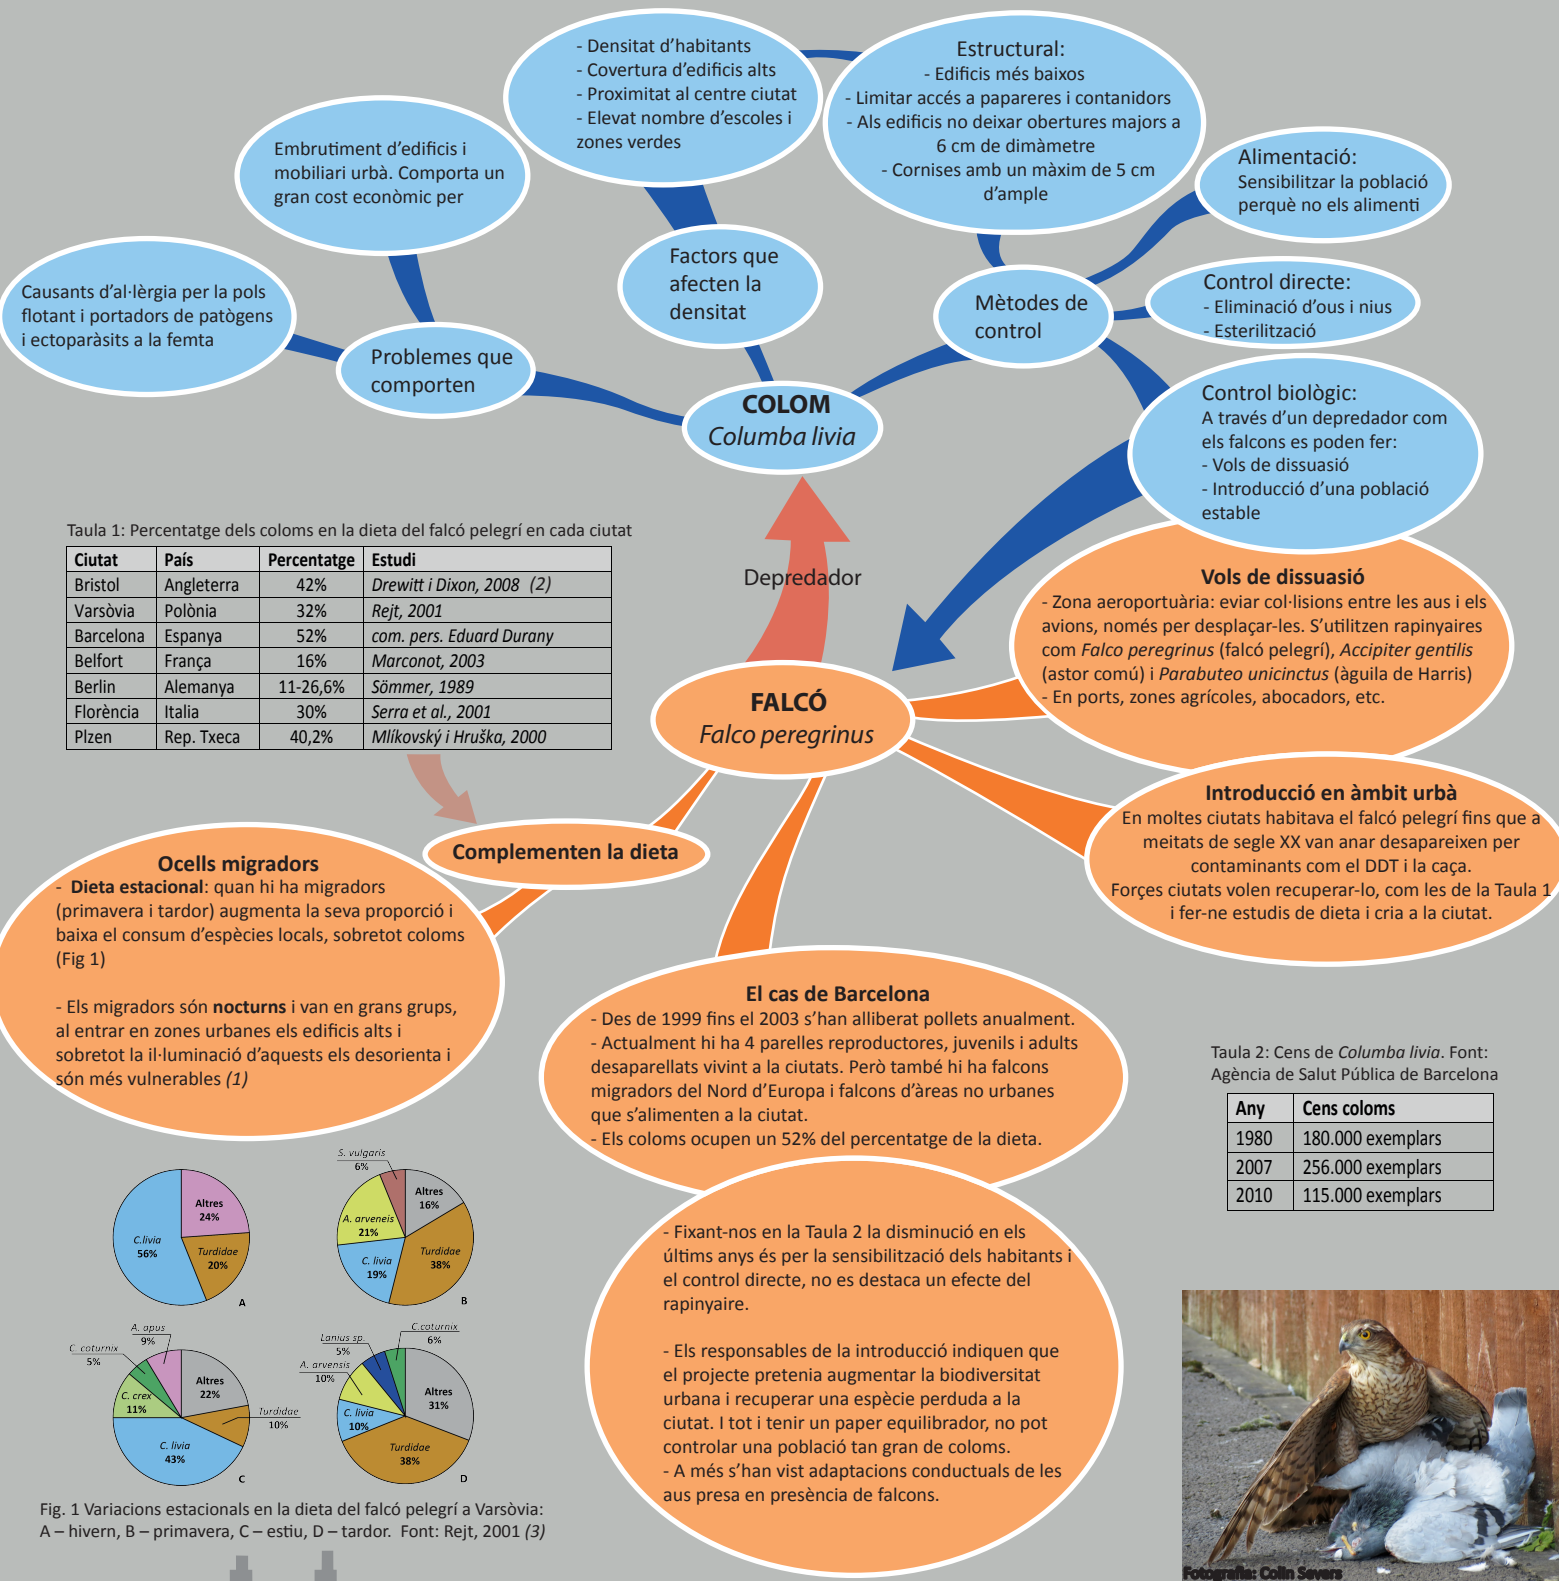 - Densitat d'habitants
- Covertura d'edificis alts
- Proximitat al centre ciutat
- Elevat nombre d'escoles i
zones verdes
Estructural:
- Edificis més baixos
- Limitar accés a papareres i contanidors
- Als edificis no deixar obertures majors a
6 cm de dimàmetre
- Cornises amb un màxim de 5 cm
d'ample
Embrutiment d'edificis i
mobiliari urbà. Comporta un
gran cost econòmic per
Alimentació:
Sensibilitzar la població
perquè no els alimenti
Causants d'al·lèrgia per la pols
flotant i portadors de patògens
i ectoparàsits a la femta
Factors que
afecten la
densitat
Mètodes de
control
Control directe:
- Eliminació d'ous i nius
- Esterilització
Problemes que
comporten
COLOM
Columba livia
Control biològic:
A través d'un depredador com
els falcons es poden fer:
- Vols de dissuasió
- Introducció d'una població
estable
Taula 1: Percentatge dels coloms en la dieta del falcó pelegrí en cada ciutat
Ciutat País Percentatge Estudi
Bristol Angleterra 42% Drewitt i Dixon, 2008 (2)
Varsòvia Polònia 32% Rejt, 2001
Barcelona Espanya 52% com. pers. Eduard Durany
Belfort França 16% Marconot, 2003
Berlin Alemanya 11-26,6% Sömmer, 1989
Florència Italia 30% Serra et al., 2001
Plzen Rep. Txeca 40,2% Mlíkovský i Hruška, 2000
Depredador
Vols de dissuasió
- Zona aeroportuària: eviar col·lisions entre les aus i els
avions, només per desplaçar-les. S'utilitzen rapinyaires
com Falco peregrinus (falcó pelegrí), Accipiter gentilis
(astor comú) i Parabuteo unicinctus (àguila de Harris)
- En ports, zones agrícoles, abocadors, etc.
FALCÓ
Falco peregrinus
Introducció en àmbit urbà
En moltes ciutats habitava el falcó pelegrí fins que a
meitats de segle XX van anar desapareixen per
contaminants com el DDT i la caça.
Forçes ciutats volen recuperar-lo, com les de la Taula 1
i fer-ne estudis de dieta i cria a la ciutat.
Complementen la dieta
Ocells migradors
- Dieta estacional: quan hi ha migradors
(primavera i tardor) augmenta la seva proporció i
baixa el consum d'espècies locals, sobretot coloms
(Fig 1)
- Els migradors són nocturns i van en grans grups,
al entrar en zones urbanes els edificis alts i
sobretot la il·luminació d'aquests els desorienta i
són més vulnerables (1)
El cas de Barcelona
- Des de 1999 fins el 2003 s'han alliberat pollets anualment.
- Actualment hi ha 4 parelles reproductores, juvenils i adults
desaparellats vivint a la ciutats. Però també hi ha falcons
migradors del Nord d'Europa i falcons d'àrees no urbanes
que s'alimenten a la ciutat.
- Els coloms ocupen un 52% del percentatge de la dieta.
Taula 2: Cens de Columba livia. Font:
Agència de Salut Pública de Barcelona
Any Cens coloms
1980 180.000 exemplars
2007 256.000 exemplars
2010 115.000 exemplars
- Fixant-nos en la Taula 2 la disminució en els
últims anys és per la sensibilització dels habitants i
el control directe, no es destaca un efecte del
rapinyaire.
- Els responsables de la introducció indiquen que
el projecte pretenia augmentar la biodiversitat
urbana i recuperar una espècie perduda a la
ciutat. I tot i tenir un paper equilibrador, no pot
controlar una població tan gran de coloms.
- A més s'han vist adaptacions conductuals de les
aus presa en presència de falcons.
Altres
24%
C.livia
56%
Turdidae
20%
A
S. vulgaris
6%
Altres
16%
A. arveneis
21%
C. livia
19%
Turdidae
38%
B
A. apus
9%
C. coturnix
5%
Altres
22%
C. crex
11%
Turdidae
10%
C. livia
43%
C
Lanius sp.
5%
C.coturnix
6%
A. arvensis
10%
Altres
31%
C. livia
10%
Turdidae
38%
D
Fig. 1 Variacions estacionals en la dieta del falcó pelegrí a Varsòvia:
A – hivern, B – primavera, C – estiu, D – tardor. Font: Rejt, 2001 (3)
Fotografia: Colin Severs